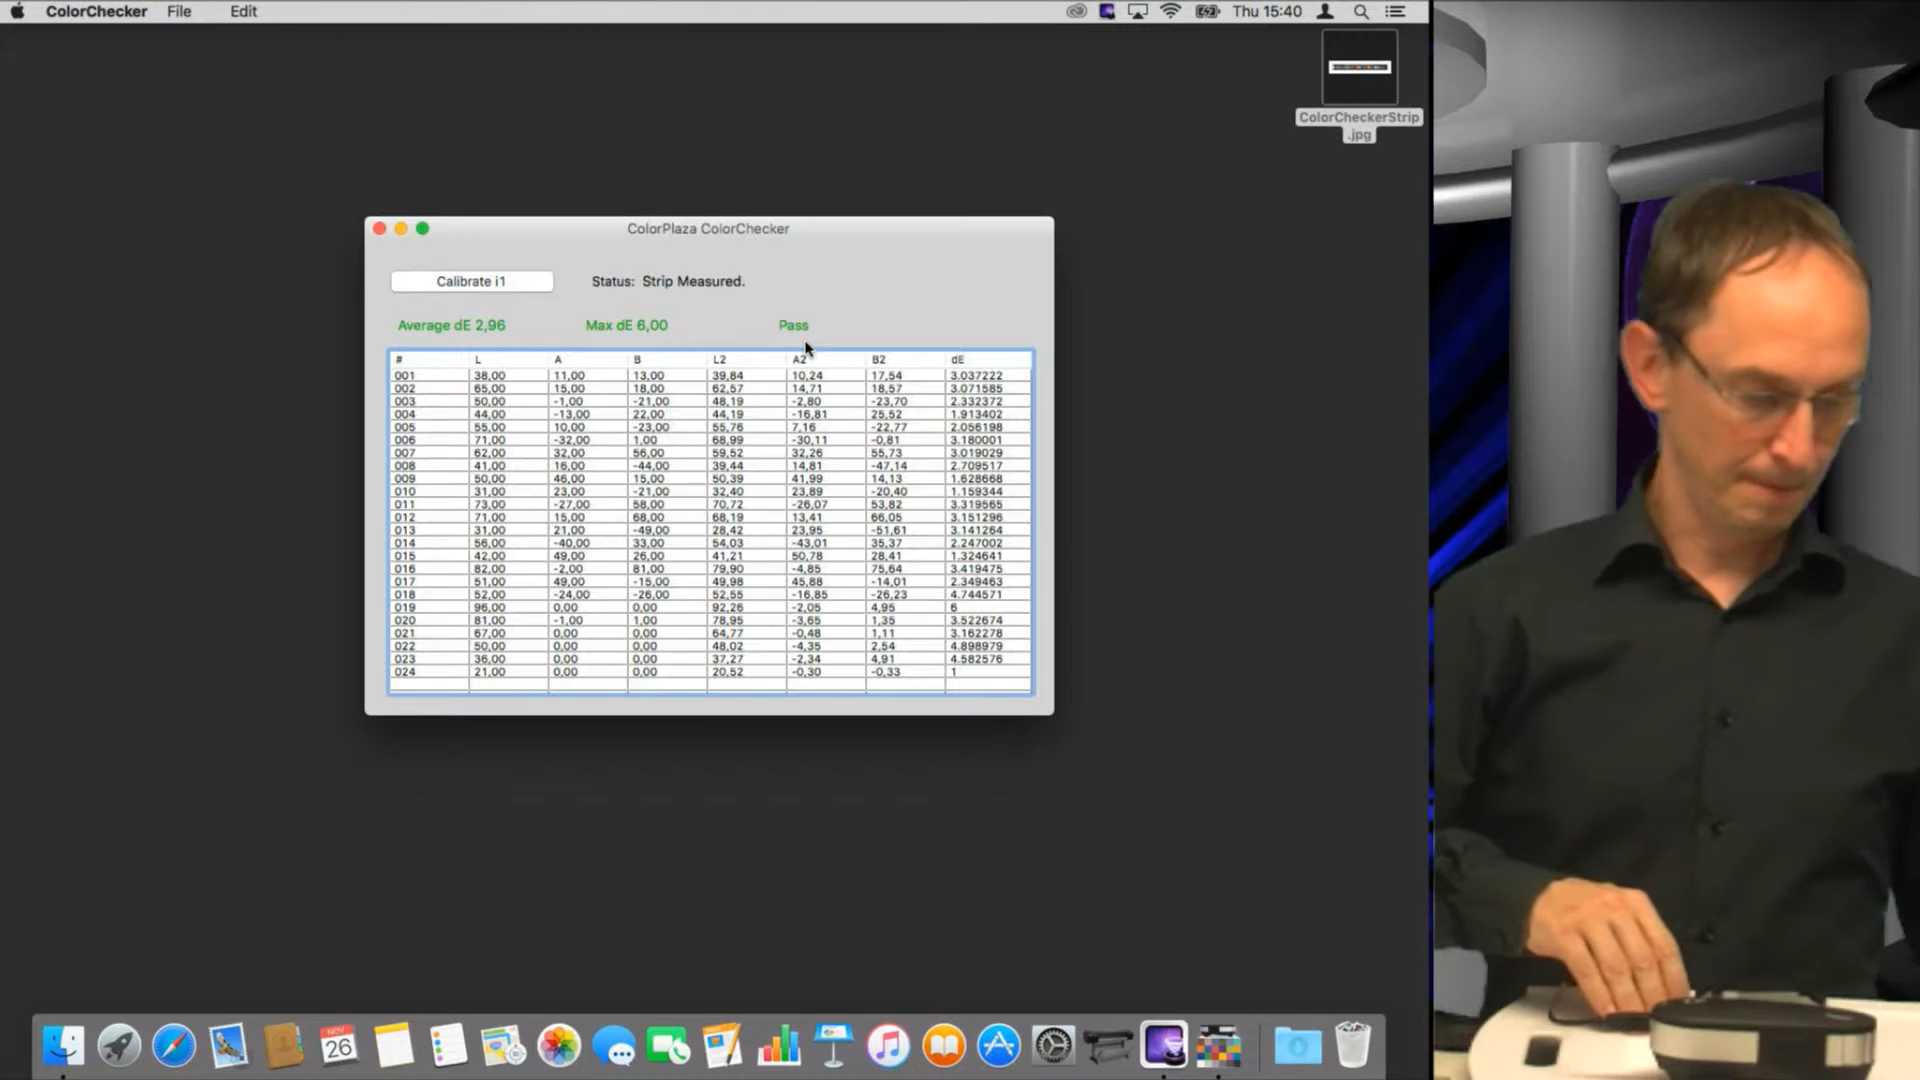 ColorChecker File Edit Thu 15:40
ColorCheckerStrip
.jpg
ColorPlaza ColorChecker
Calibrate i1 Status: Strip Measured.
Average dE 2,96 Max dE 6,00 Pass
# L A B L2 A2 B2 dE
001 38,00 11,00 13,00 39,84 10,24 17,54 3.037222
002 65,00 15,00 18,00 62,57 14,71 18,57 3.071585
003 50,00 -1,00 -21,00 48,19 -2,80 -23,70 2.332372
004 44,00 -13,00 22,00 44,19 -16,81 25,52 1.913402
005 55,00 10,00 -23,00 55,76 7,16 -22,77 2.056198
006 71,00 -32,00 1,00 68,99 -30,11 -0,81 3.180001
007 62,00 32,00 56,00 59,52 32,26 55,73 3.019029
008 41,00 16,00 -44,00 39,44 14,81 -47,14 2.709517
009 50,00 46,00 15,00 50,39 41,99 14,13 1.628668
010 31,00 23,00 -21,00 32,40 23,89 -20,40 1.159344
011 73,00 -27,00 58,00 70,72 -26,07 53,82 3.319565
012 71,00 15,00 68,00 68,19 13,41 66,05 3.151296
013 31,00 21,00 -49,00 28,42 23,95 -51,61 3.141264
014 56,00 -40,00 33,00 54,03 -43,01 35,37 2.247002
015 42,00 49,00 26,00 41,21 50,78 28,41 1.324641
016 82,00 -2,00 81,00 79,90 -4,85 75,64 3.419475
017 51,00 49,00 -15,00 49,98 45,88 -14,01 2.349463
018 52,00 -24,00 -26,00 52,55 -16,85 -26,23 4.744571
019 96,00 0,00 0,00 92,26 -2,05 4,95 6
020 81,00 -1,00 1,00 78,95 -3,65 1,35 3.522674
021 67,00 0,00 0,00 64,77 -0,48 1,11 3.162278
022 50,00 0,00 0,00 48,02 -4,35 2,54 4.898979
023 36,00 0,00 0,00 37,27 -2,34 4,91 4.582576
024 21,00 0,00 0,00 20,52 -0,30 -0,33 1
NOV
26